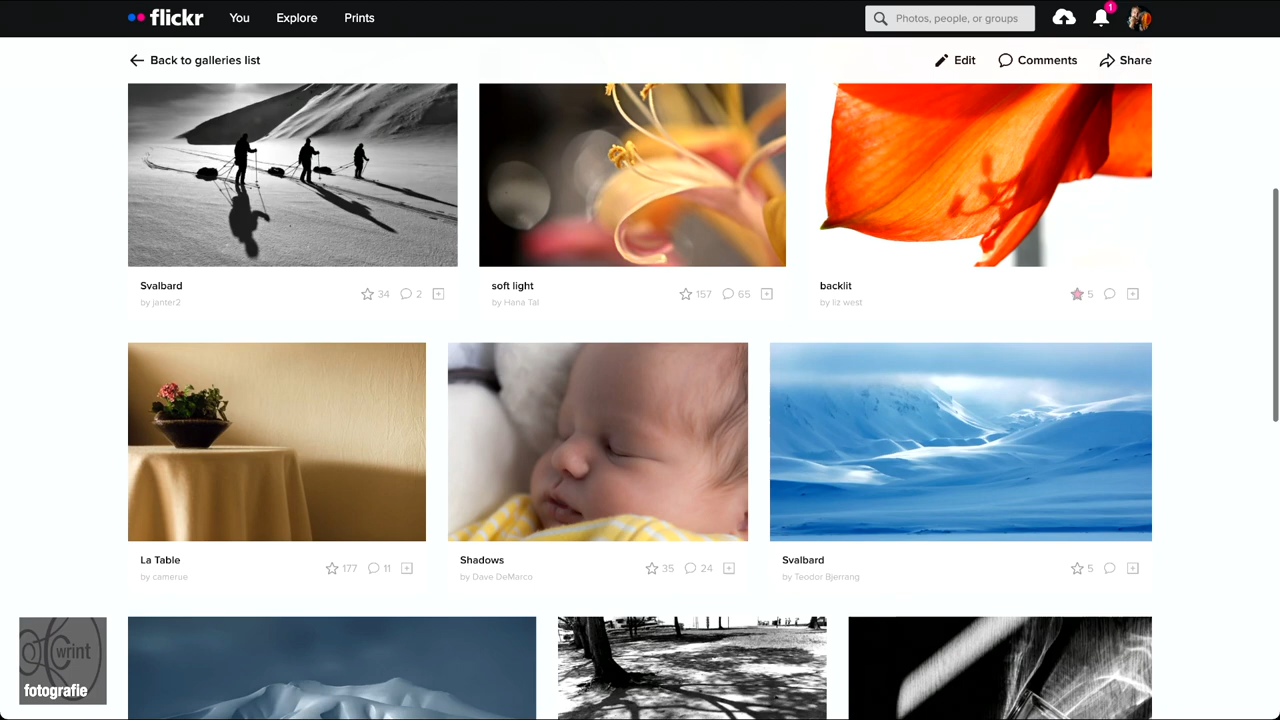 flickr You Explore Prints Photos, people, or groups 1
Back to galleries list Edit Comments Share
Svalbard
by janter2
34 2
soft light
by Hana Tal
157 65
backlit
by liz west
5
La Table
by camerue
177 11
Shadows
by Dave DeMarco
35 24
Svalbard
by Teodor Bjerrang
5
wrint
fotografie